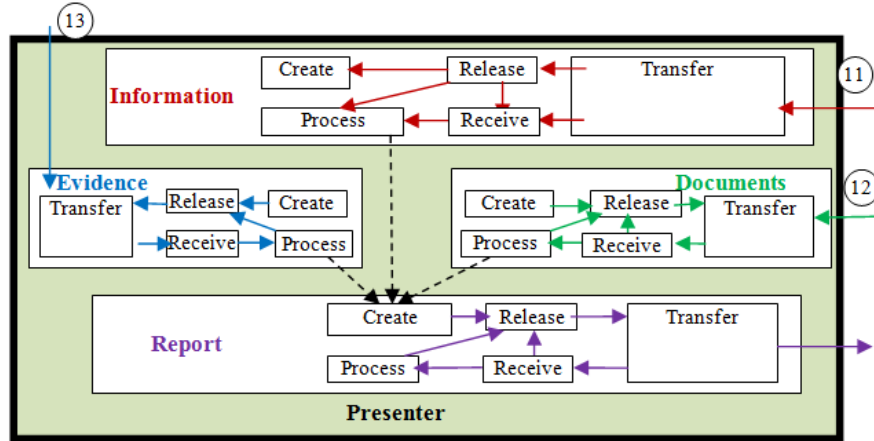 13
Create
Release
Transfer
11
Information
Process
Receive
Evidence
Transfer
Release
Create
Receive
Process
Documents
Create
Release
Transfer
12
Process
Receive
Create
Release
Transfer
Report
Process
Receive
Presenter